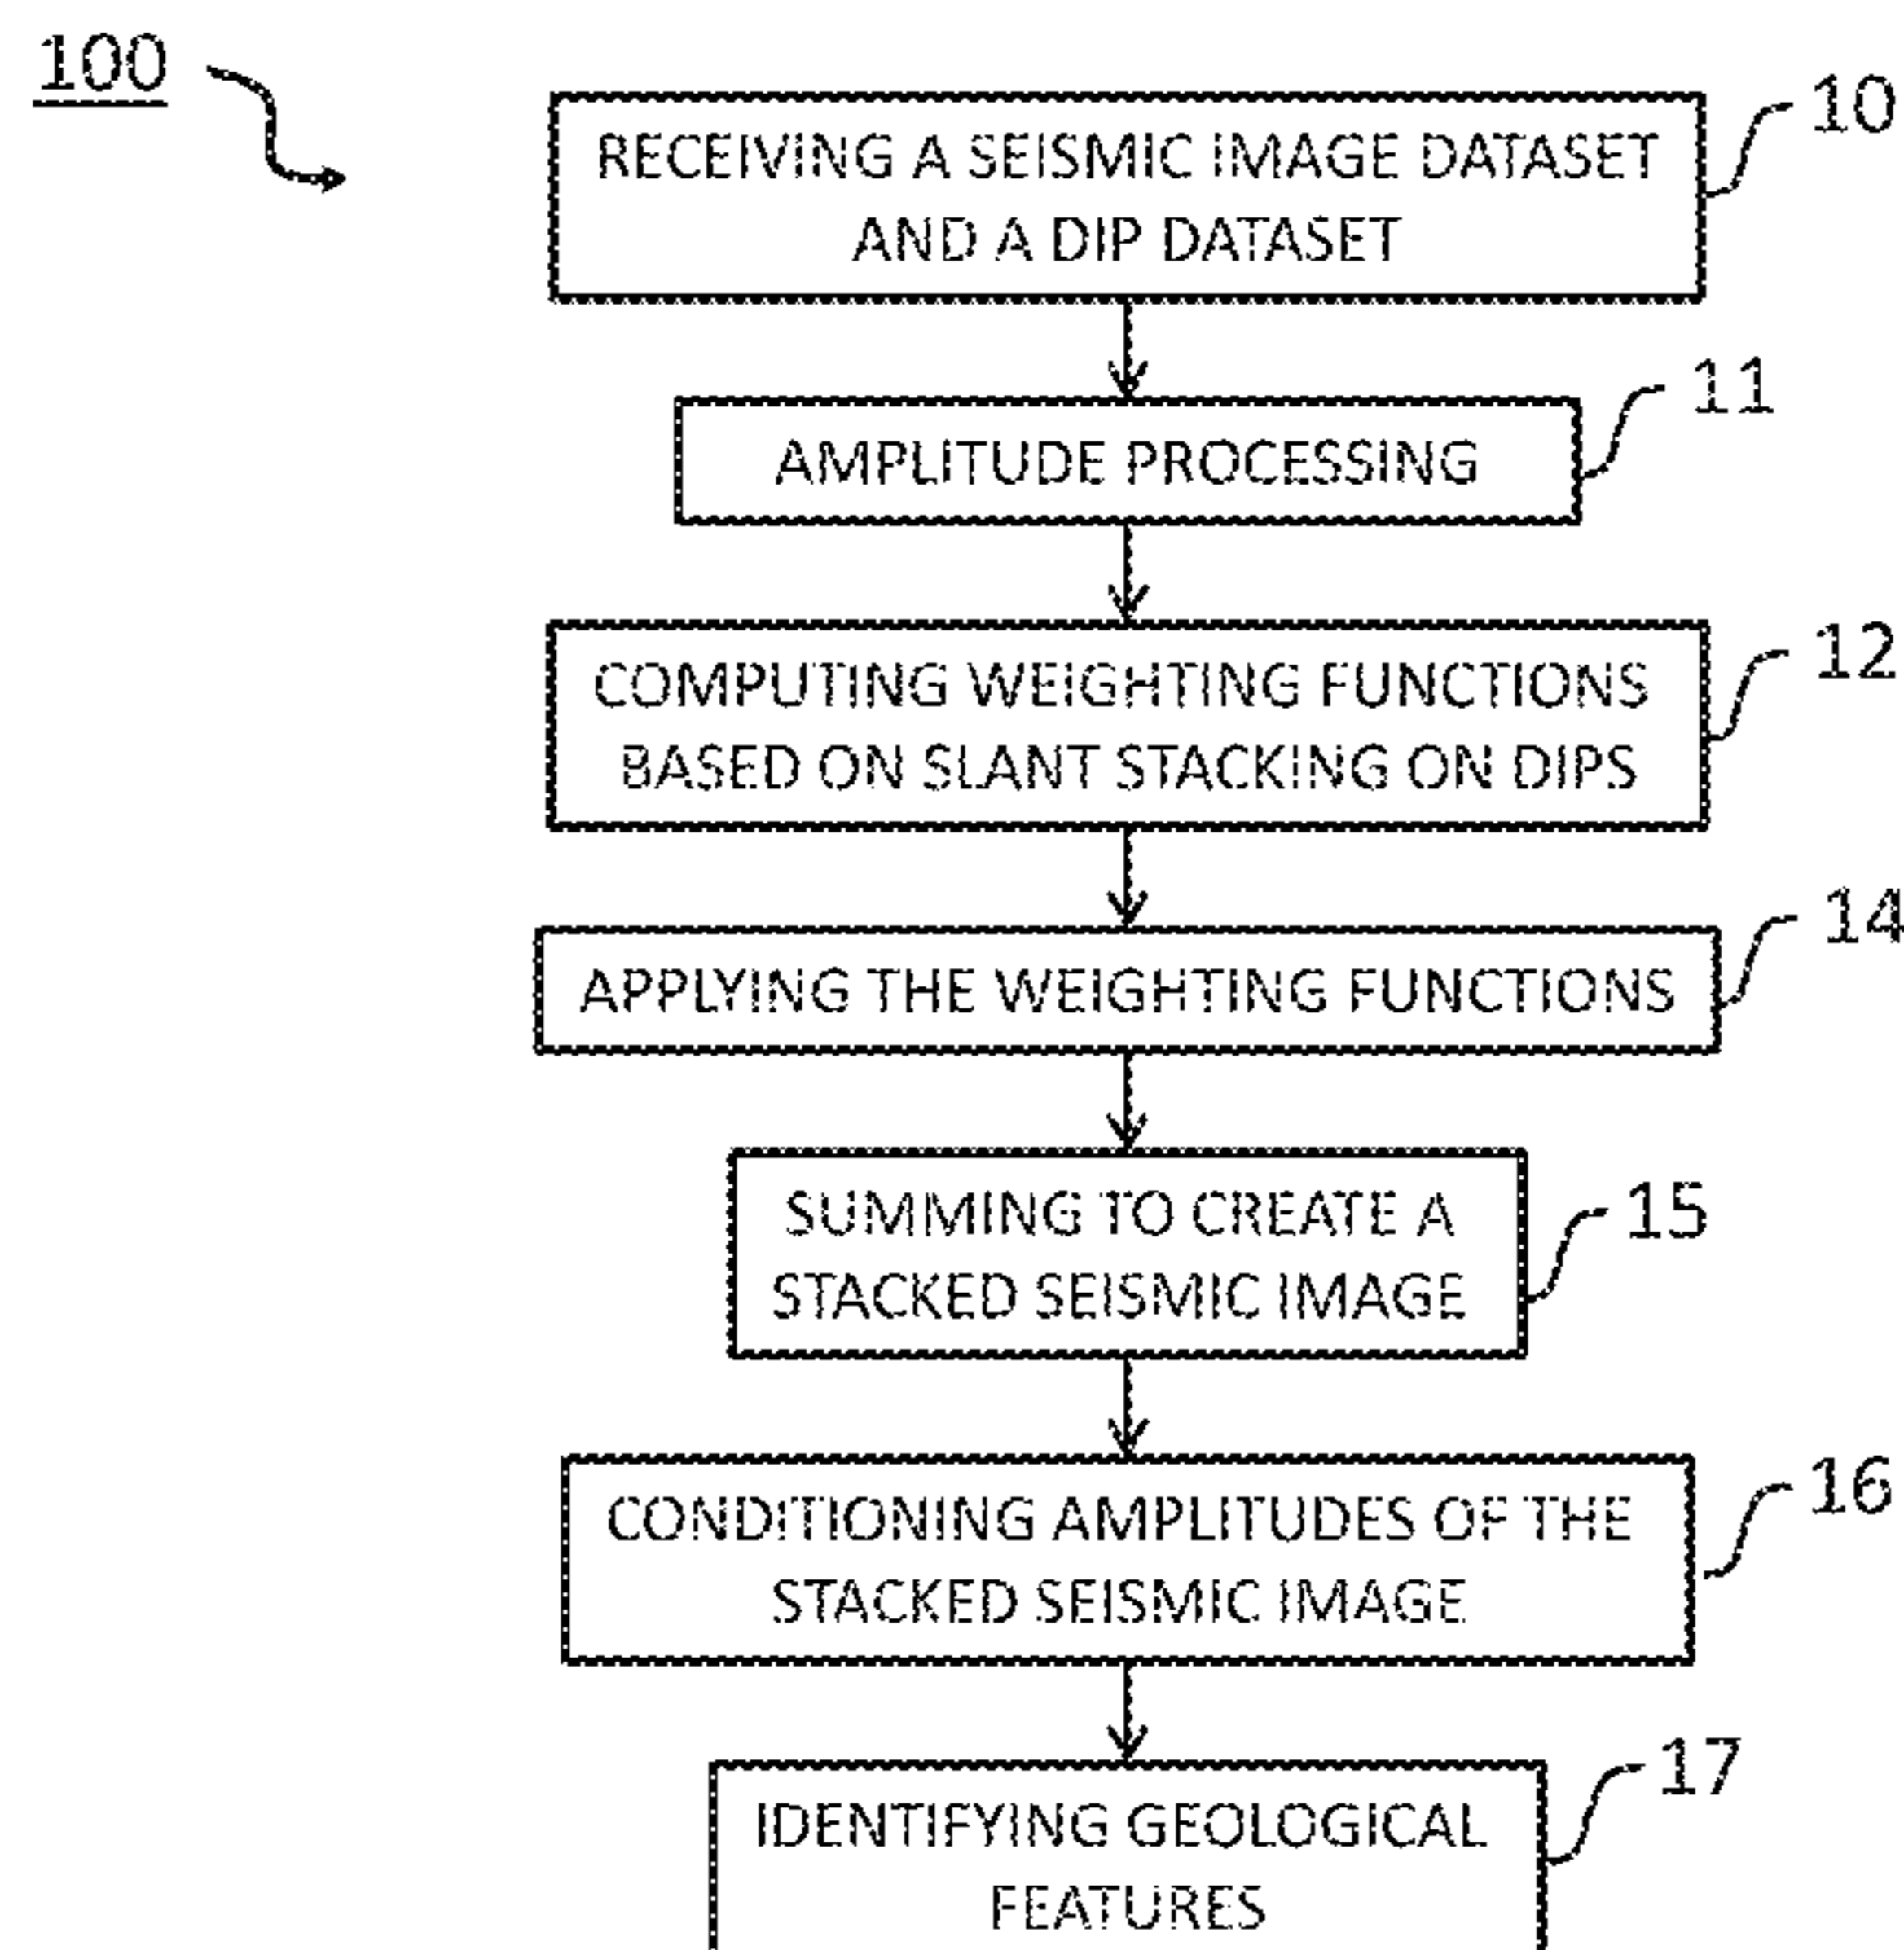 100
10
RECEIVING A SEISMIC IMAGE DATASET
AND A DIP DATASET
11
AMPLITUDE PROCESSING
12
COMPUTING WEIGHTING FUNCTIONS
BASED ON SLANT STACKING ON DIPS
14
APPLYING THE WEIGHTING FUNCTIONS
15
SUMMING TO CREATE A
STACKED SEISMIC IMAGE
16
CONDITIONING AMPLITUDES OF THE
STACKED SEISMIC IMAGE
17
IDENTIFYING GEOLOGICAL
FEATURES